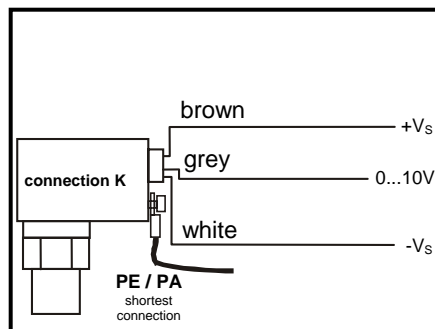 brown
+VS
grey
connection K
0...10V
white
-VS
PE / PA
shortest
connection